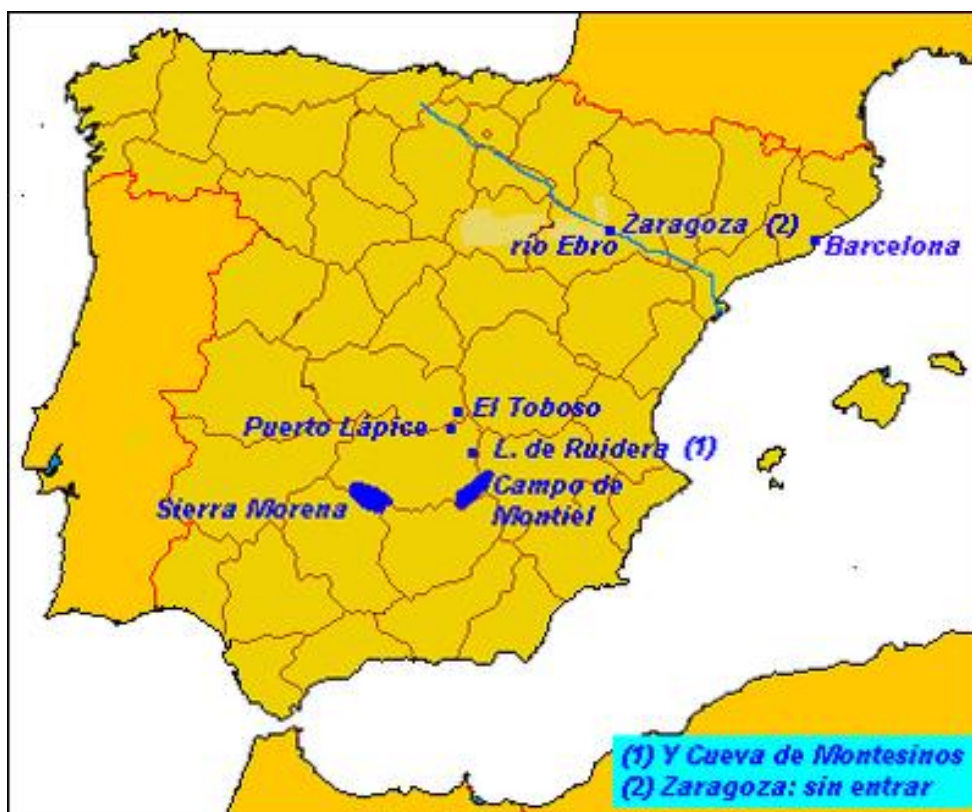 Zaragoza (2)
río Ebro
Barcelona
El Toboso
Puerto Lápice
L. de Ruidera (1)
Campo de
Montiel
Sierra Morena
(1) Y Cueva de Montesinos
(2) Zaragoza: sin entrar